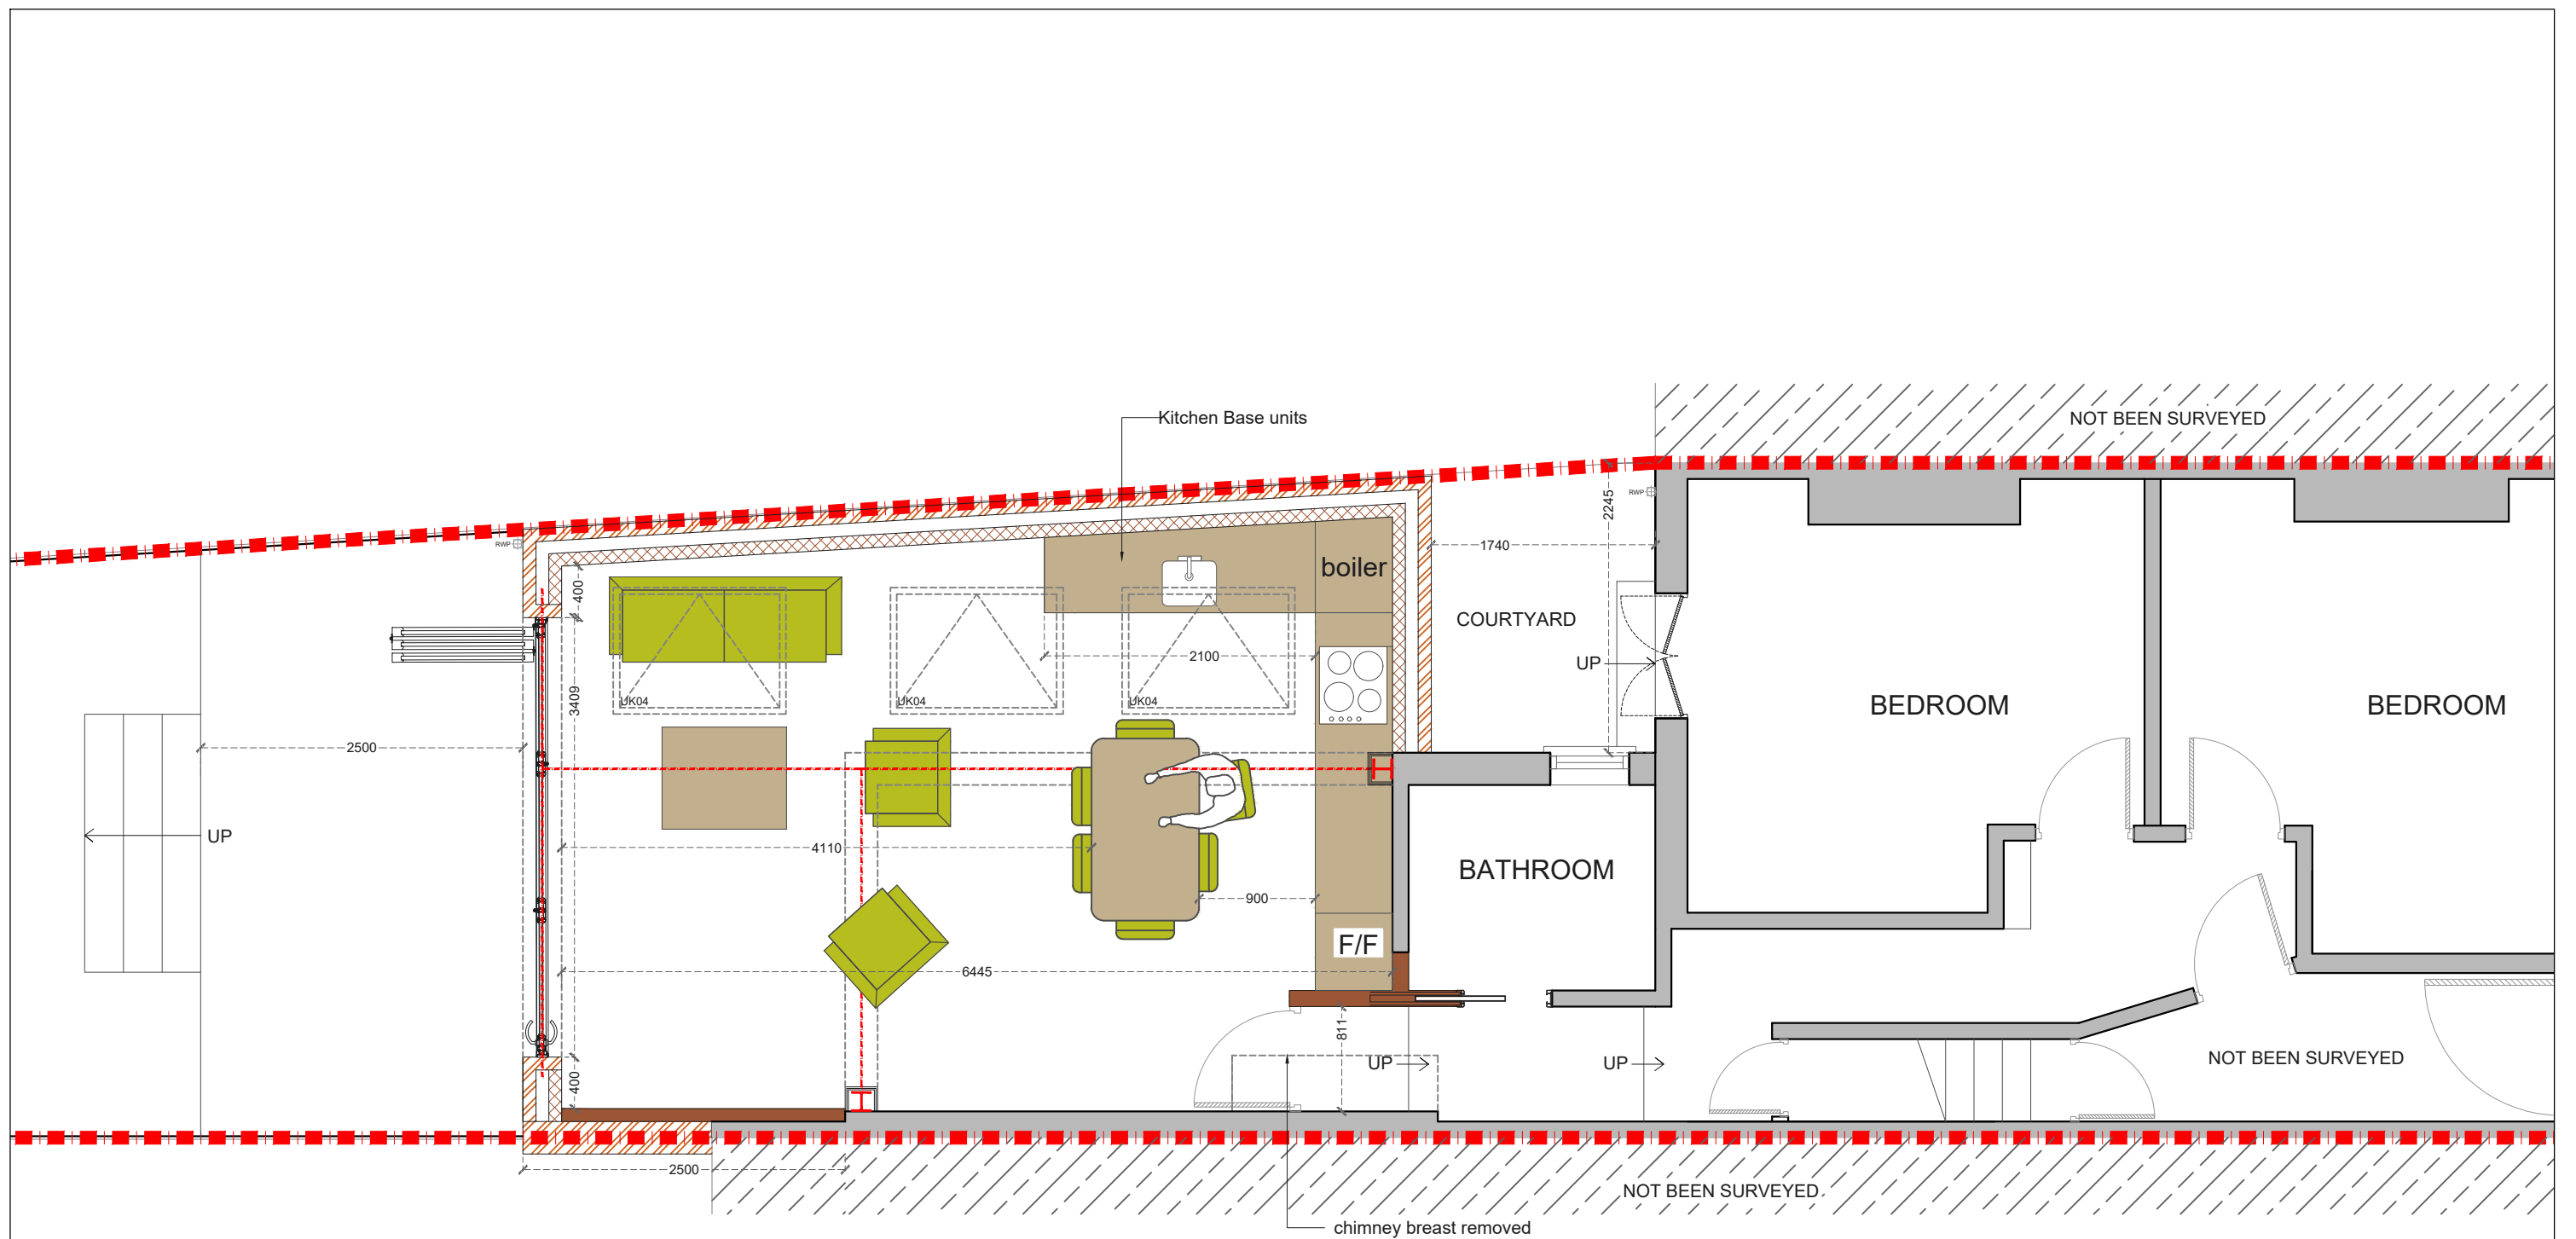 Kitchen Base units
NOT BEEN SURVEYED
RWP
2245
RWP
1740
boiler
400
COURTYARD
2100
UP
3409
UK04
UK04
UK04
BEDROOM
BEDROOM
2500
UP
4110
BATHROOM
900
F/F
6445
811
UP
UP
NOT BEEN SURVEYED
400
2500
NOT BEEN SURVEYED
chimney breast removed